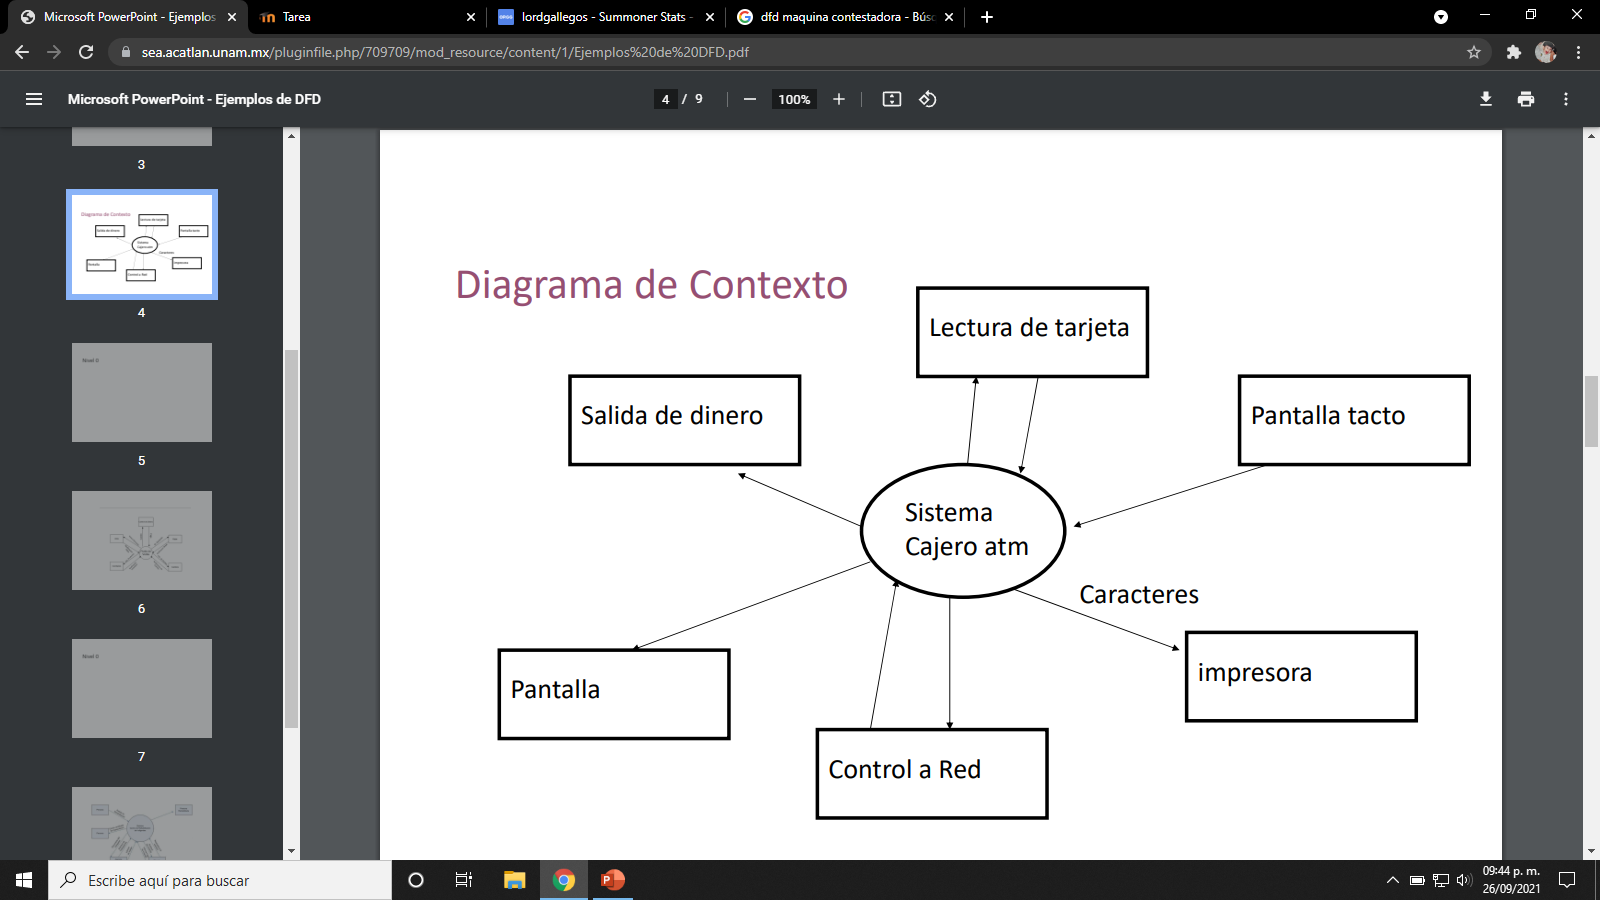 Microsoft PowerPoint - Ejemplos
Tarea
lordgallegos - Summoner Stats -
dfd maquina contestadora - Búsc
sea.acatlan.unam.mx/pluginfile.php/709709/mod_resource/content/1/Ejemplos%20de%20DFD.pdf
Microsoft PowerPoint - Ejemplos de DFD
4 / 9
100%
3
4
5
6
7
Diagrama de Contexto
Lectura de tarjeta
Salida de dinero
Pantalla tacto
Sistema
Cajero atm
Caracteres
impresora
Pantalla
Control a Red
Escribe aquí para buscar
09:44 p. m.
26/09/2021